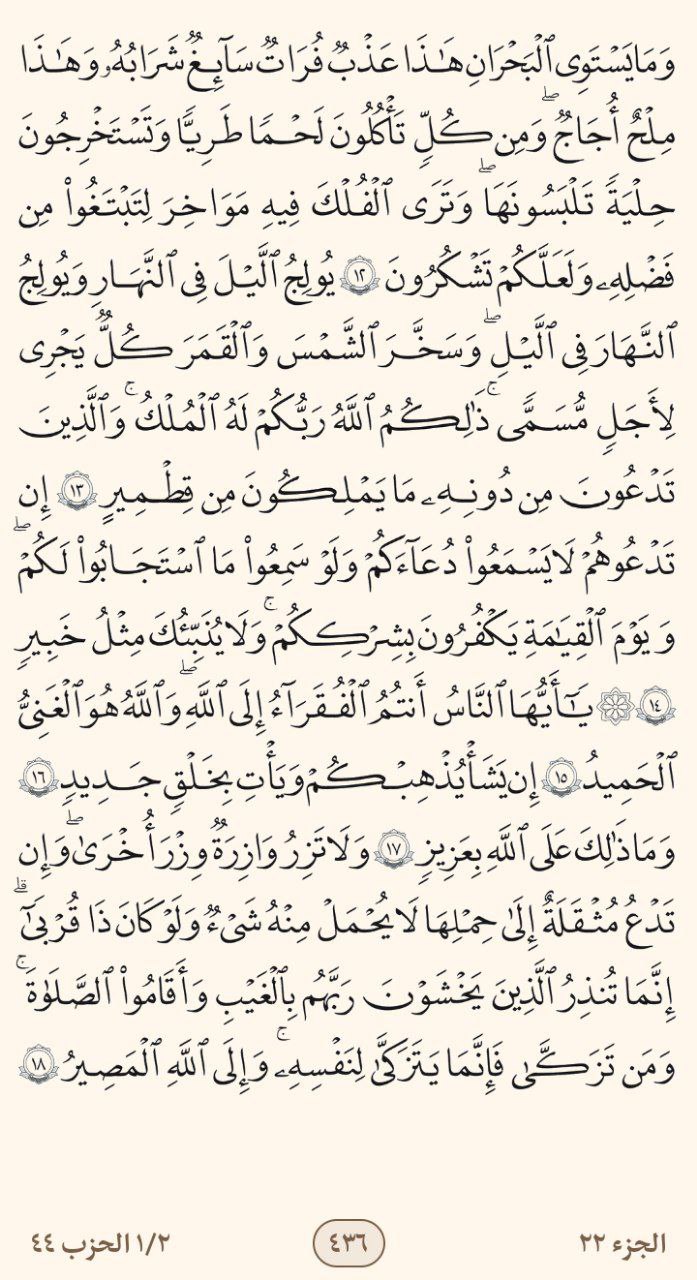 وَمَا يَسْتَوِى ٱلْبَحْرَانِ هَٰذَا عَذْبٌ فُرَاتٌ سَآئِغٌ شَرَابُهُۥ وَهَٰذَا
مِلْحٌ أُجَاجٌ ۖ وَمِن كُلٍّ تَأْكُلُونَ لَحْمًا طَرِيًّا وَتَسْتَخْرِجُونَ
حِلْيَةً تَلْبَسُونَهَا ۖ وَتَرَى ٱلْفُلْكَ فِيهِ مَوَاخِرَ لِتَبْتَغُوا۟ مِن
فَضْلِهِۦ وَلَعَلَّكُمْ تَشْكُرُونَ ١٢ يُولِجُ ٱلَّيْلَ فِى ٱلنَّهَارِ وَيُولِجُ
ٱلنَّهَارَ فِى ٱلَّيْلِ ۖ وَسَخَّرَ ٱلشَّمْسَ وَٱلْقَمَرَ كُلٌّ يَجْرِى
لِأَجَلٍ مُّسَمًّى ۚ ذَٰلِكُمُ ٱللَّهُ رَبُّكُمْ لَهُ ٱلْمُلْكُ ۚ وَٱلَّذِينَ
تَدْعُونَ مِن دُونِهِۦ مَا يَمْلِكُونَ مِن قِطْمِيرٍ ١٣ إِن
تَدْعُوهُمْ لَا يَسْمَعُوا۟ دُعَآءَكُمْ وَلَوْ سَمِعُوا۟ مَا ٱسْتَجَابُوا۟ لَكُمْ ۖ
وَيَوْمَ ٱلْقِيَٰمَةِ يَكْفُرُونَ بِشِرْكِكُمْ ۚ وَلَا يُنَبِّئُكَ مِثْلُ خَبِيرٍ
١٤ ۞ يَٰٓأَيُّهَا ٱلنَّاسُ أَنتُمُ ٱلْفُقَرَآءُ إِلَى ٱللَّهِ ۖ وَٱللَّهُ هُوَ ٱلْغَنِىُّ
ٱلْحَمِيدُ ١٥ إِن يَشَأْ يُذْهِبْكُمْ وَيَأْتِ بِخَلْقٍ جَدِيدٍ ١٦
وَمَا ذَٰلِكَ عَلَى ٱللَّهِ بِعَزِيزٍ ١٧ وَلَا تَزِرُ وَازِرَةٌ وِزْرَ أُخْرَىٰ ۖ وَإِن
تَدْعُ مُثْقَلَةٌ إِلَىٰ حِمْلِهَا لَا يُحْمَلْ مِنْهُ شَىْءٌ وَلَوْ كَانَ ذَا قُرْبَىٰٓ ۗ
إِنَّمَا تُنذِرُ ٱلَّذِينَ يَخْشَوْنَ رَبَّهُم بِٱلْغَيْبِ وَأَقَامُوا۟ ٱلصَّلَوٰةَ ۚ
وَمَن تَزَكَّىٰ فَإِنَّمَا يَتَزَكَّىٰ لِنَفْسِهِۦ ۚ وَإِلَى ٱللَّهِ ٱلْمَصِيرُ ١٨
الجزء ٢٢
٤٣٦
١/٢ الحزب ٤٤